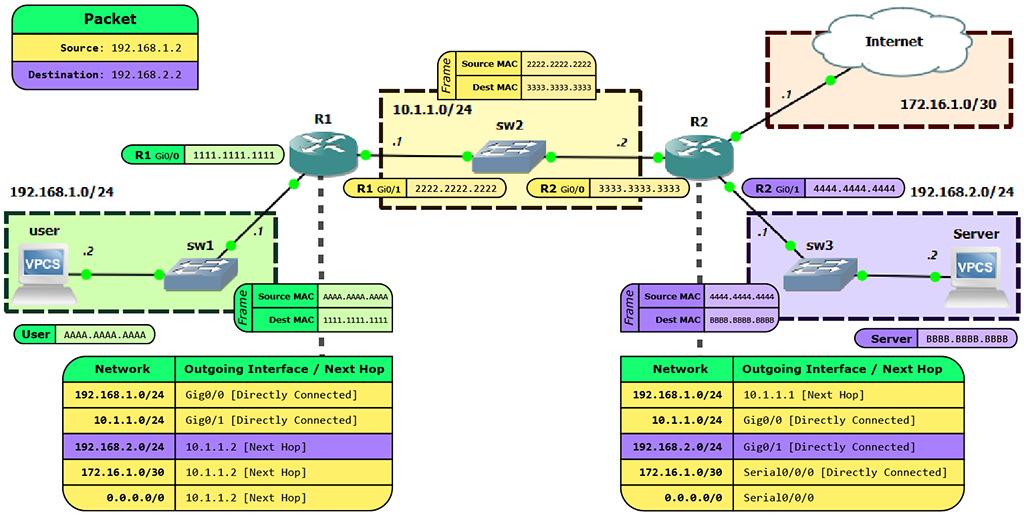 Packet
Source: 192.168.1.2
Destination: 192.168.2.2
Internet
.1
172.16.1.0/30
Frame
Source MAC 2222.2222.2222
Dest MAC 3333.3333.3333
10.1.1.0/24
R1
sw2
R2
.1
.2
R1 Gi0/0 1111.1111.1111
R1 Gi0/1 2222.2222.2222
R2 Gi0/0 3333.3333.3333
R2 Gi0/1 4444.4444.4444
192.168.1.0/24
192.168.2.0/24
user
VPCS
.2
sw1
.1
.1
sw3
.2
Server
VPCS
Frame
Source MAC AAAA.AAAA.AAAA
Dest MAC 1111.1111.1111
Frame
Source MAC 4444.4444.4444
Dest MAC BBBB.BBBB.BBBB
User AAAA.AAAA.AAAA
Server BBBB.BBBB.BBBB
Network Outgoing Interface / Next Hop
192.168.1.0/24 Gig0/0 [Directly Connected]
10.1.1.0/24 Gig0/1 [Directly Connected]
192.168.2.0/24 10.1.1.2 [Next Hop]
172.16.1.0/30 10.1.1.2 [Next Hop]
0.0.0.0/0 10.1.1.2 [Next Hop]
Network Outgoing Interface / Next Hop
192.168.1.0/24 10.1.1.1 [Next Hop]
10.1.1.0/24 Gig0/0 [Directly Connected]
192.168.2.0/24 Gig0/1 [Directly Connected]
172.16.1.0/30 Serial0/0/0 [Directly Connected]
0.0.0.0/0 Serial0/0/0